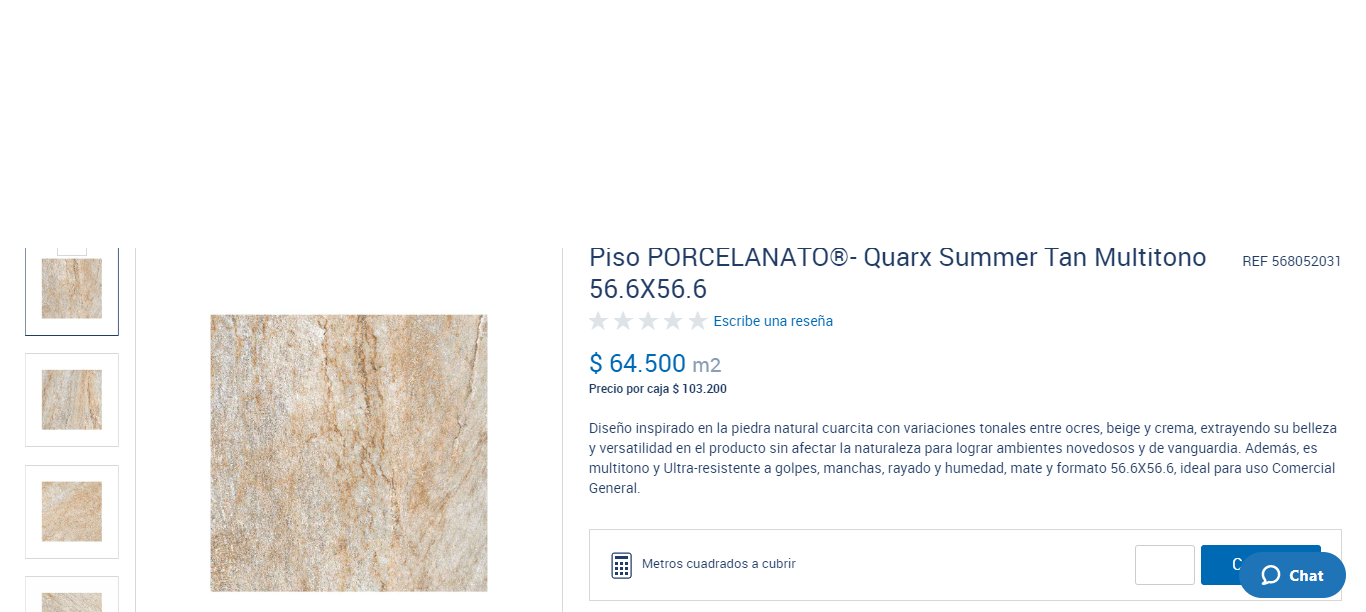 Piso PORCELANATO®- Quarx Summer Tan Multitono
56.6X56.6
REF 568052031
Escribe una reseña
$ 64.500 m2
Precio por caja $ 103.200
Diseño inspirado en la piedra natural cuarcita con variaciones tonales entre ocres, beige y crema, extrayendo su belleza
y versatilidad en el producto sin afectar la naturaleza para lograr ambientes novedosos y de vanguardia. Además, es
multitono y Ultra-resistente a golpes, manchas, rayado y humedad, mate y formato 56.6X56.6, ideal para uso Comercial
General.
Metros cuadrados a cubrir
Chat